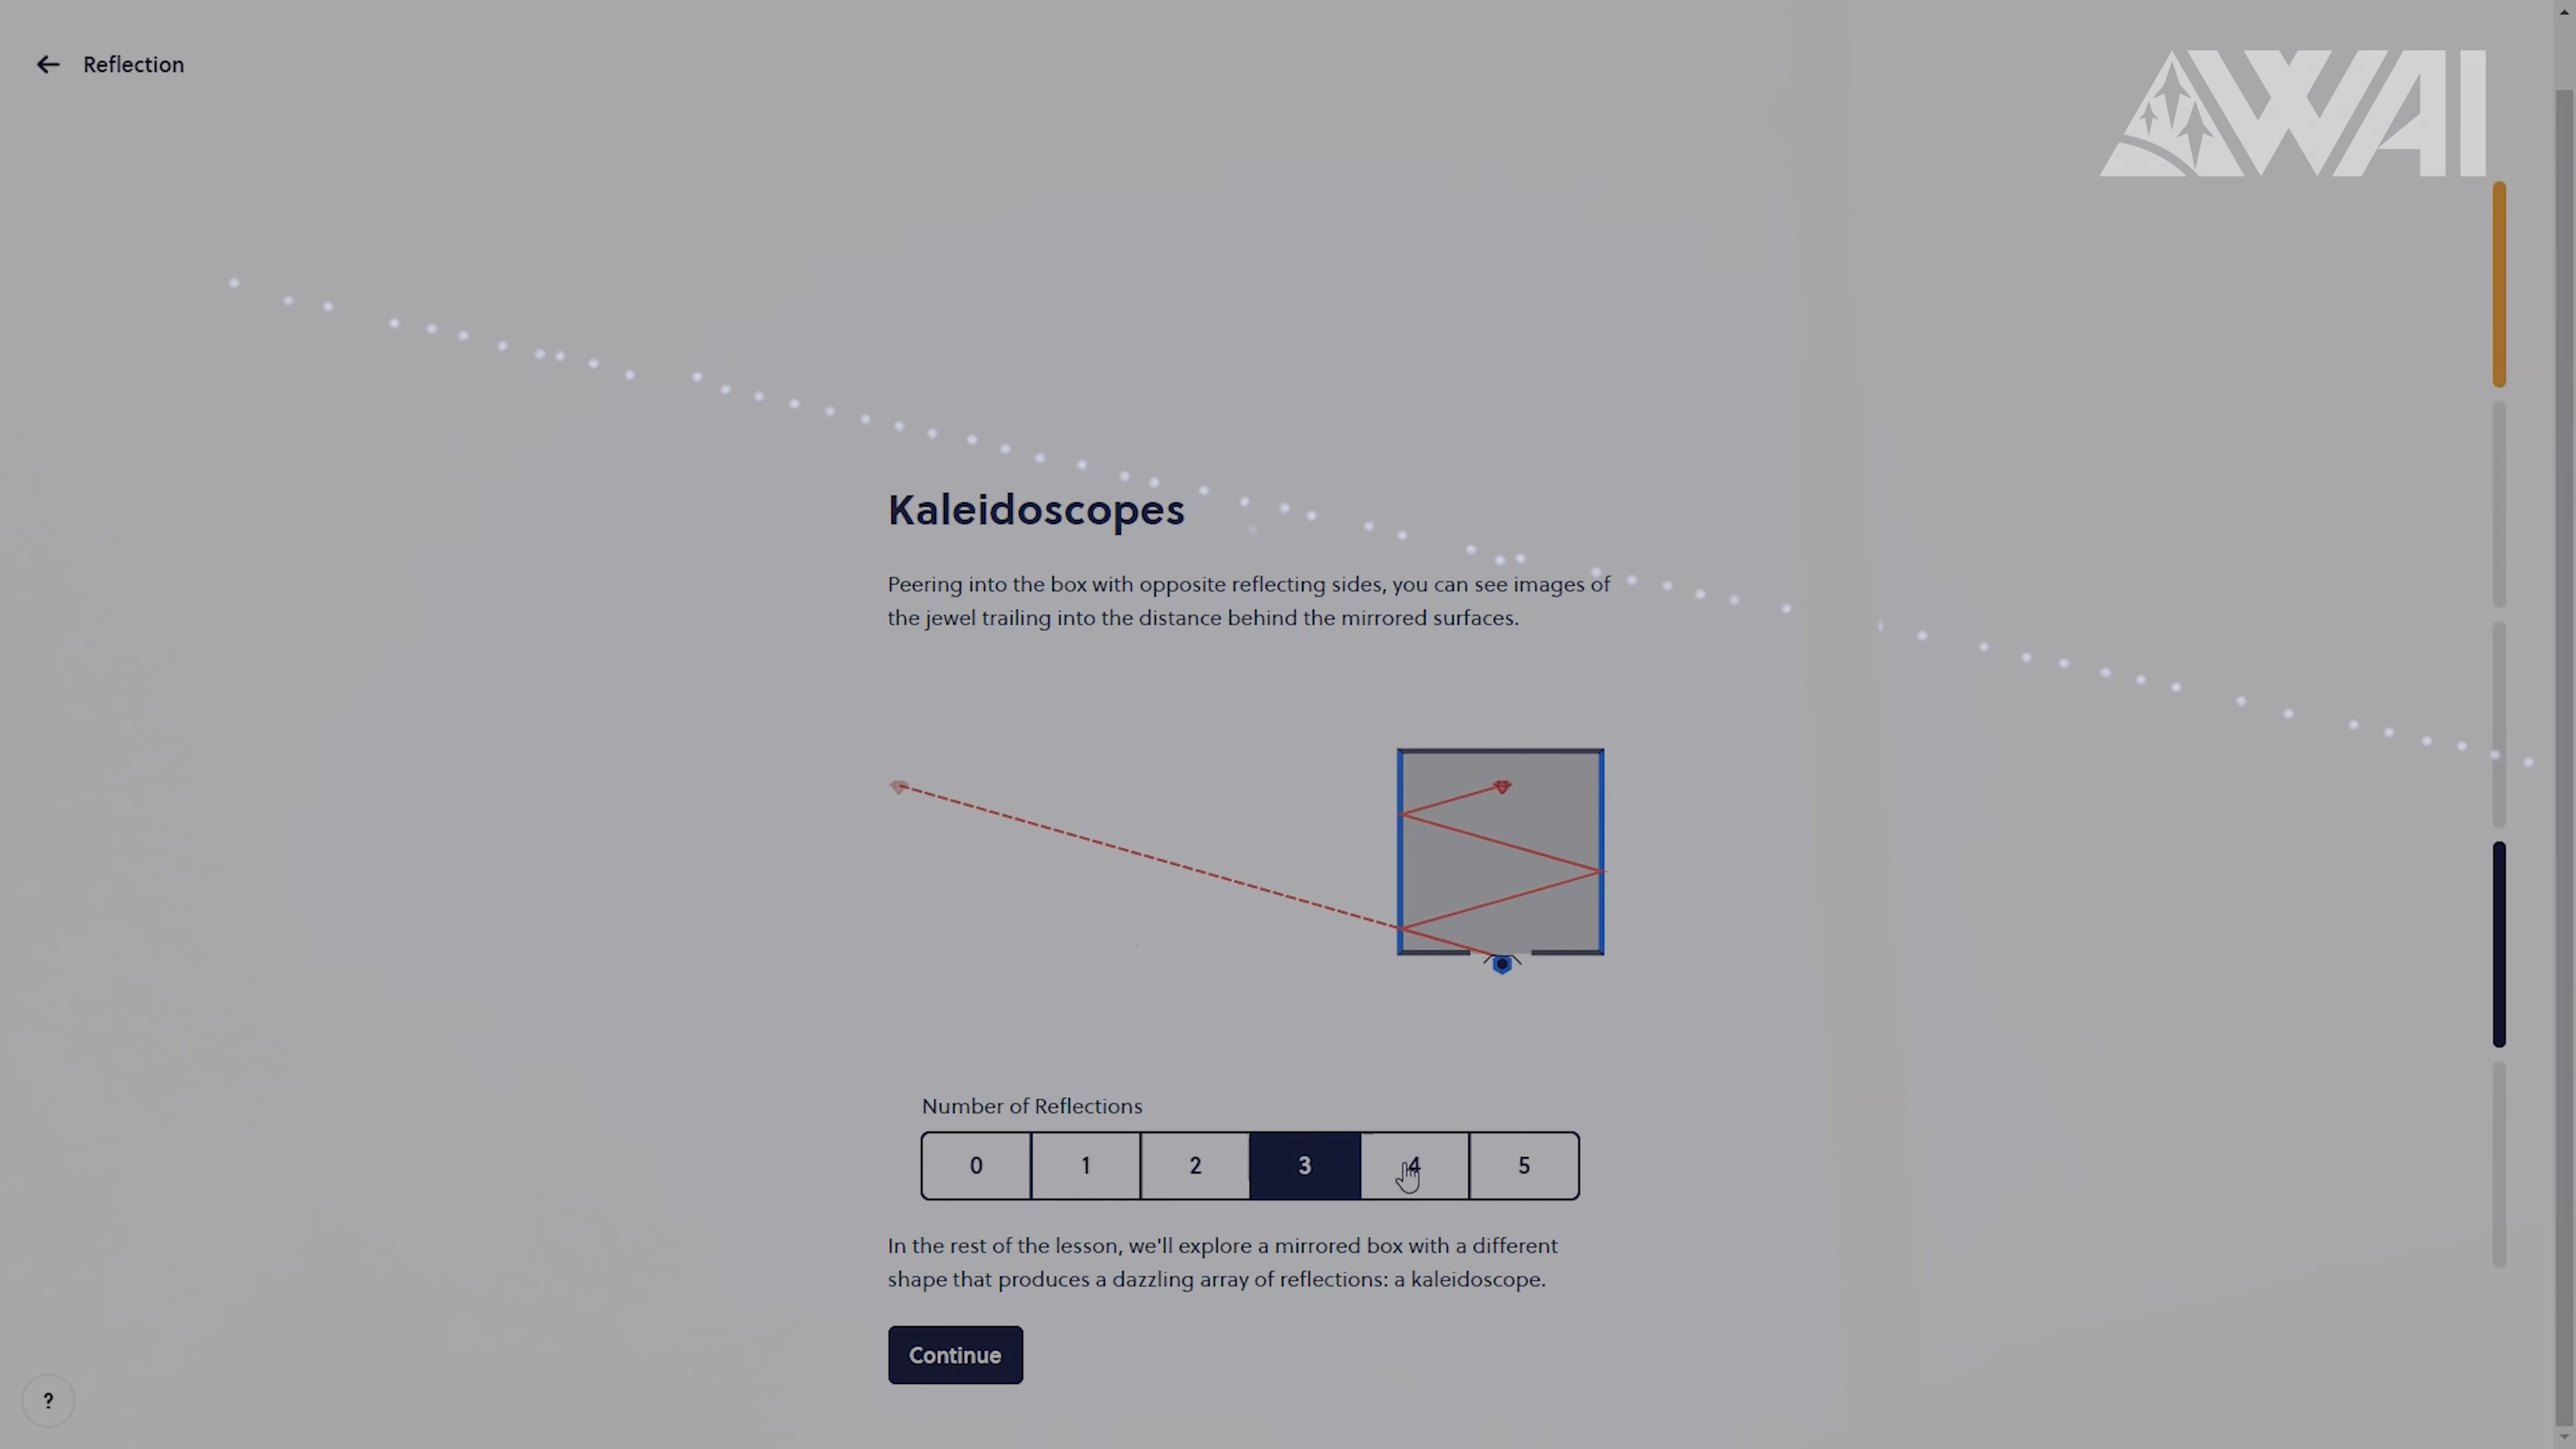 Reflection
AWAI
Kaleidoscopes
Peering into the box with opposite reflecting sides, you can see images of
the jewel trailing into the distance behind the mirrored surfaces.
Number of Reflections
0 1 2 3 4 5
In the rest of the lesson, we'll explore a mirrored box with a different
shape that produces a dazzling array of reflections: a kaleidoscope.
Continue
?